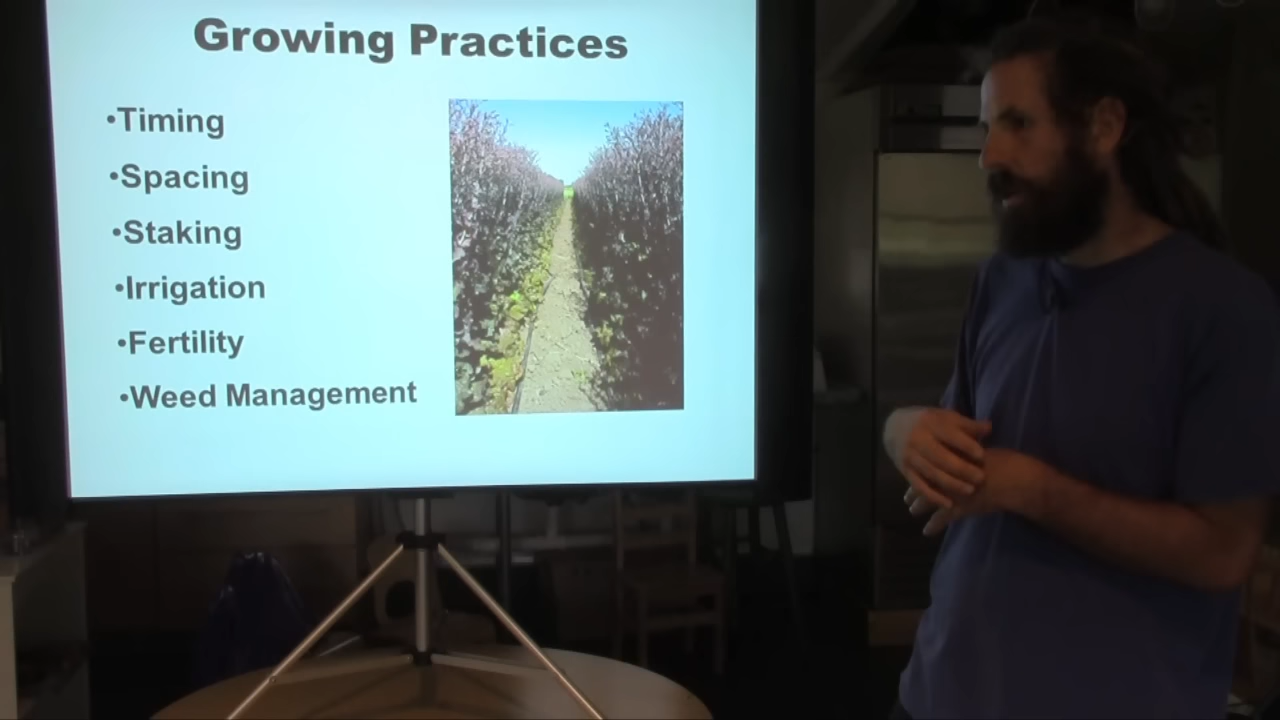 Growing Practices
•Timing
•Spacing
•Staking
•Irrigation
•Fertility
•Weed Management